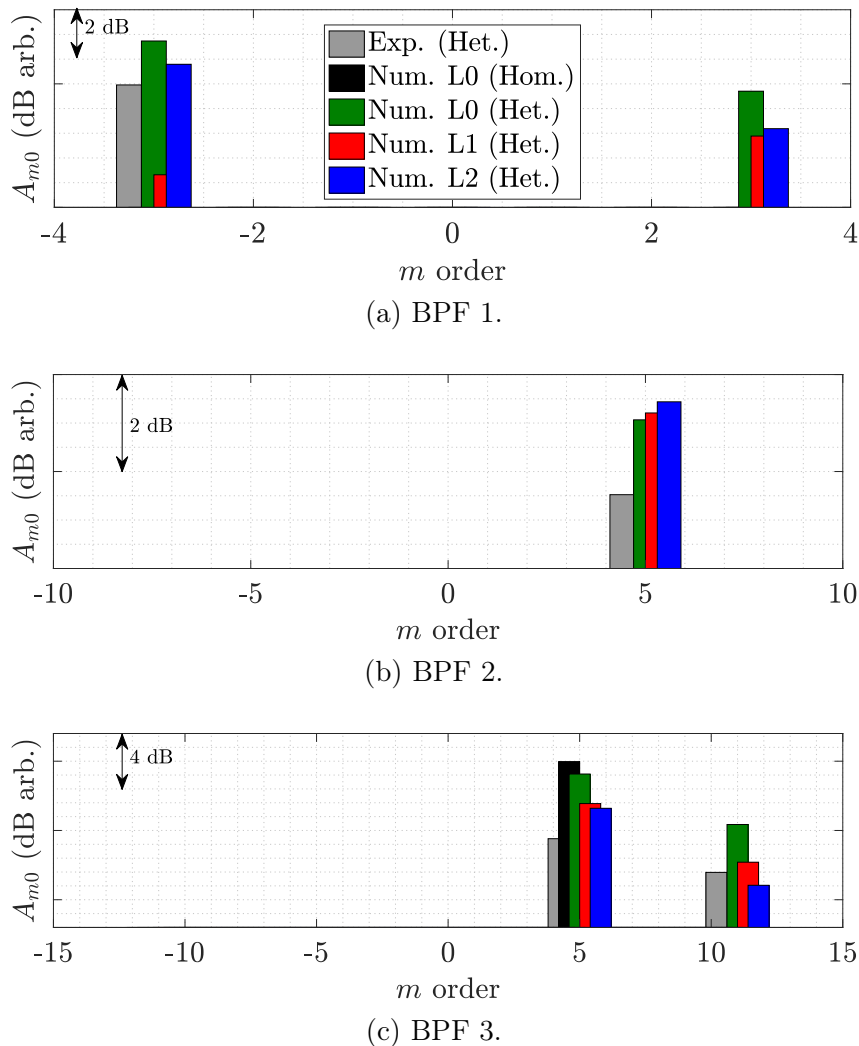 2 dB
Exp. (Het.)
Num. L0 (Hom.)
Num. L0 (Het.)
Num. L1 (Het.)
Num. L2 (Het.)
A_{m0} (dB arb.)
-4 -2 0 2 4
m order
(a) BPF 1.
2 dB
A_{m0} (dB arb.)
-10 -5 0 5 10
m order
(b) BPF 2.
4 dB
A_{m0} (dB arb.)
-15 -10 -5 0 5 10 15
m order
(c) BPF 3.